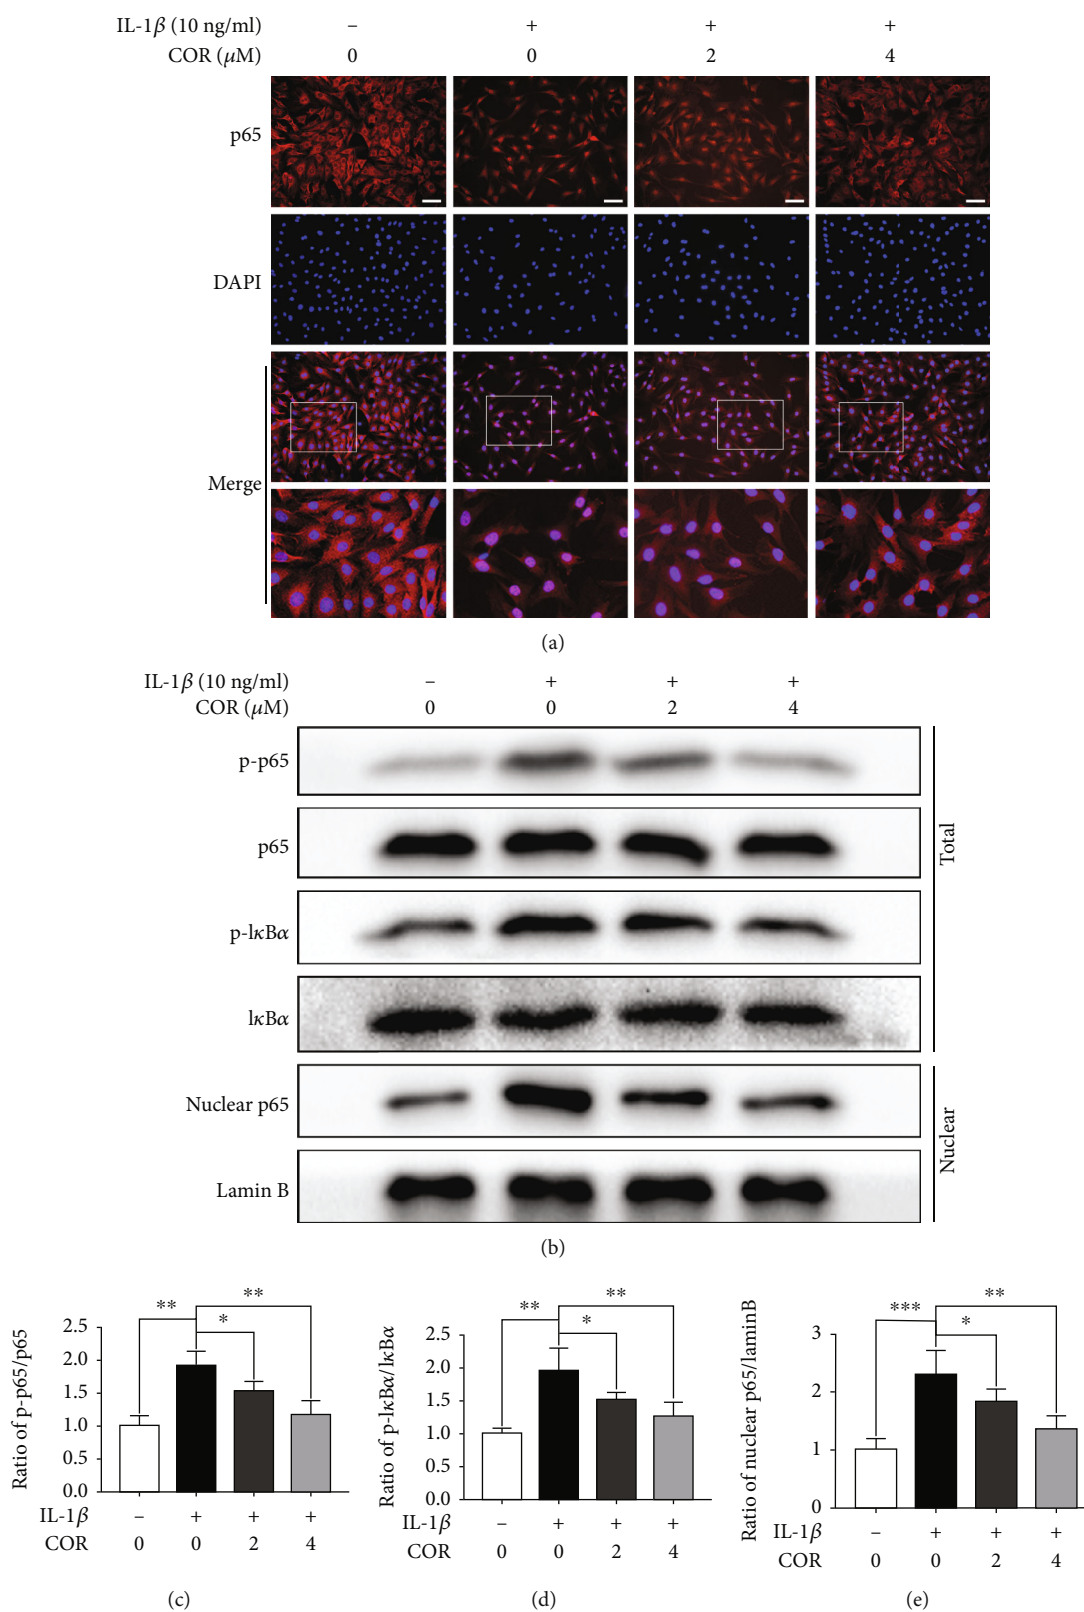 IL-1β (10 ng/ml) – + + +
COR (μM) 0 0 2 4
p65
DAPI
Merge
(a)
IL-1β (10 ng/ml) – + + +
COR (μM) 0 0 2 4
p-p65
p65
p-lκBα
lκBα
Total
Nuclear p65
Lamin B
Nuclear
(b)
Ratio of p-p65/p65
2.5
2.0
1.5
1.0
0.5
0.0
** * **
IL-1β – + + +
COR 0 0 2 4
(c)
Ratio of p-lκBα/lκBα
2.5
2.0
1.5
1.0
0.5
0.0
** * **
IL-1β – + + +
COR 0 0 2 4
(d)
Ratio of nuclear p65/laminB
3
2
1
0
*** * **
IL-1β – + + +
COR 0 0 2 4
(e)